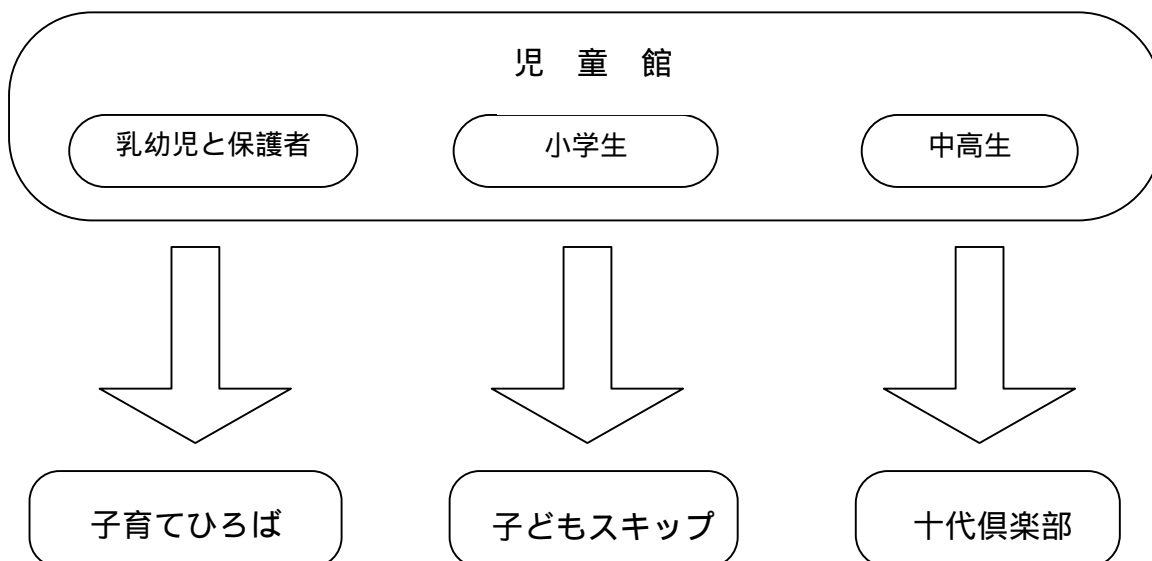 児 童 館
乳幼児と保護者
小学生
中高生
子育てひろば
子どもスキップ
十代倶楽部